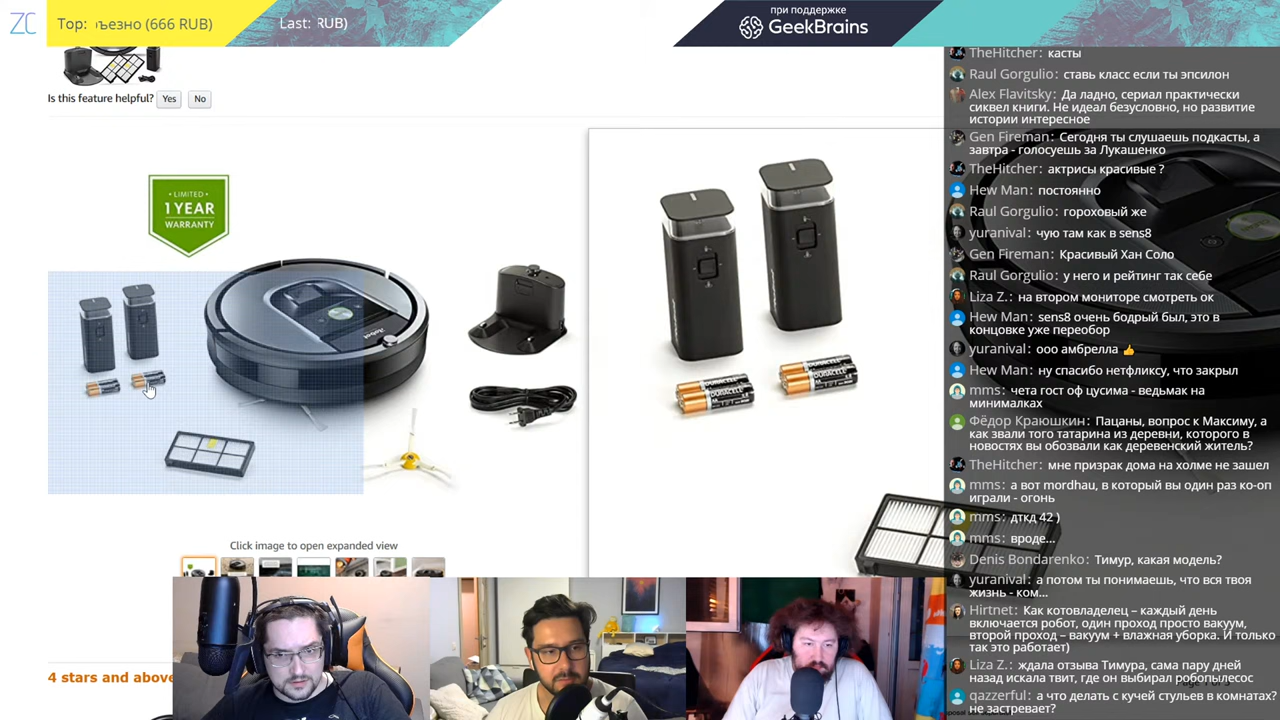 ZC
Top: ъезно (666 RUB)
Last: RUB)
при поддержке
GeekBrains
Is this feature helpful? Yes No
LIMITED
1 YEAR
WARRANTY
iRobot
DURACELL
DURACELL
Click image to open expanded view
4 stars and above
TheHitcher: касты
Raul Gorgulio: ставь класс если ты эпсилон
Alex Flavitsky: Да ладно, сериал практически
сиквел книги. Не идеал безусловно, но развитие
истории интересное
Gen Fireman: Сегодня ты слушаешь подкасты, а
завтра - голосуешь за Лукашенко
TheHitcher: актрисы красивые ?
Hew Man: постоянно
Raul Gorgulio: гороховый же
yuranival: чую там как в sens8
Gen Fireman: Красивый Хан Соло
Raul Gorgulio: у него и рейтинг так себе
Liza Z.: на втором мониторе смотреть ок
Hew Man: sens8 очень бодрый был, это в
концовке уже переобор
yuranival: ооо амбрелла 👍
Hew Man: ну спасибо нетфликсу, что закрыл
mms: чета гост оф цусима - ведьмак на
минималках
Фёдор Краюшкин: Пацаны, вопрос к Максиму, а
как звали того татарина из деревни, которого в
новостях вы обозвали как деревенский житель?
TheHitcher: мне призрак дома на холме не зашел
mms: а вот mordhau, в который вы один раз ко-оп
играли - огонь
mms: дткд 42 )
mms: вроде...
Denis Bondarenko: Тимур, какая модель?
yuranival: а потом ты понимаешь, что вся твоя
жизнь - ком...
Hirtnet: Как котовладелец – каждый день
включается робот, один проход просто вакуум,
второй проход – вакуум + влажная уборка. И только
так это работает)
Liza Z.: ждала отзыва Тимура, сама пару дней
назад искала твит, где он выбирал робопылесос
qazzerful: а что делать с кучей стульев в комнатах?
не застревает?